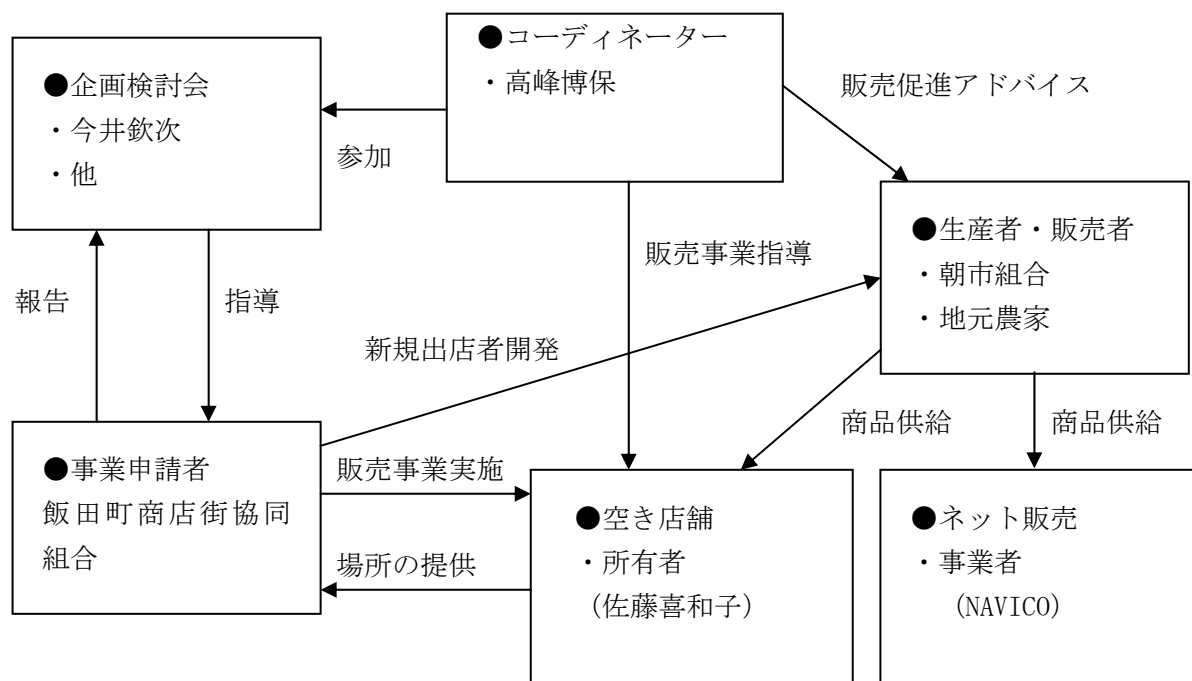 ●コーディネーター
・高峰博保
●企画検討会
・今井欽次
・他
参加
販売促進アドバイス
●生産者・販売者
・朝市組合
・地元農家
販売事業指導
報告
指導
新規出店者開発
商品供給
商品供給
●事業申請者
飯田町商店街協同
組合
販売事業実施
場所の提供
●空き店舗
・所有者
（佐藤喜和子）
●ネット販売
・事業者
（NAVICO）